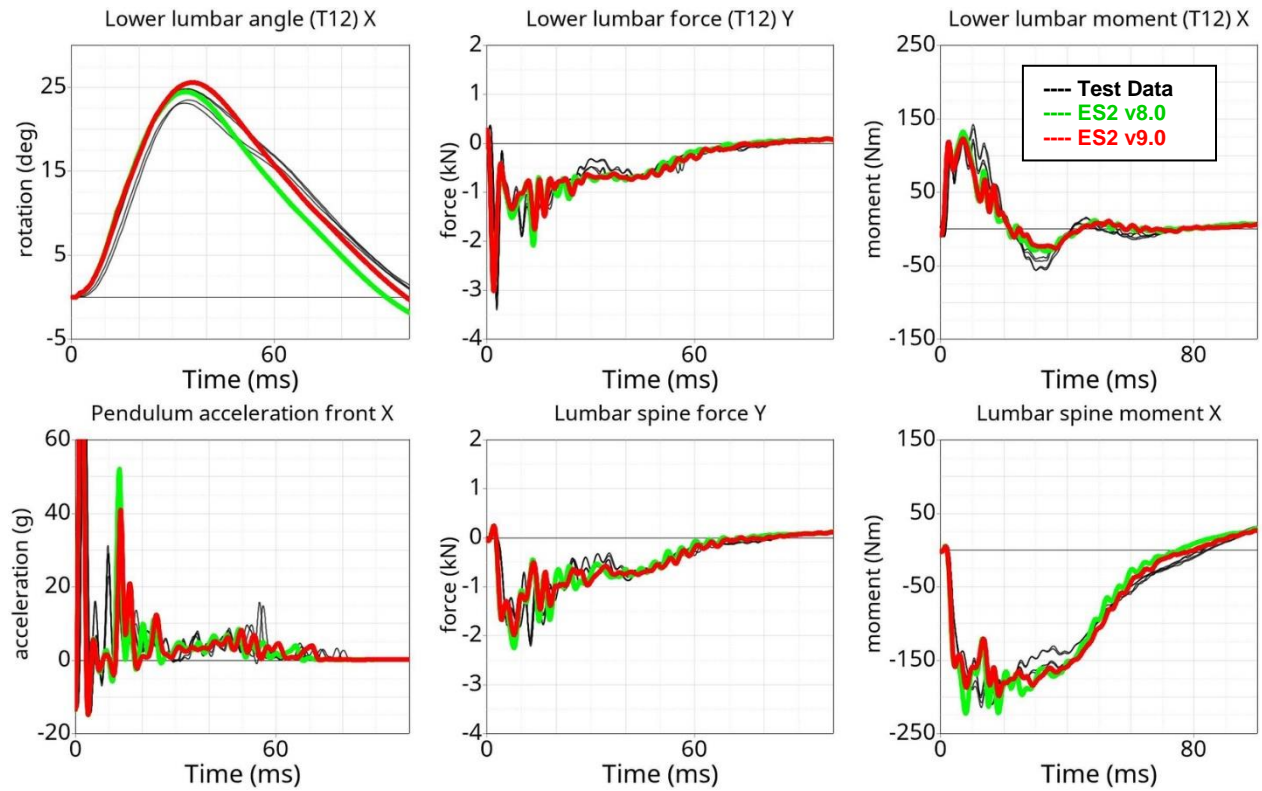 Lower lumbar angle (T12) X
rotation (deg)
25
15
5
-5
0
60
Time (ms)
Lower lumbar force (T12) Y
force (kN)
2
1
0
-1
-2
-3
-4
0
60
Time (ms)
Lower lumbar moment (T12) X
moment (Nm)
250
150
50
-50
-150
0
80
Time (ms)
---- Test Data
---- ES2 v8.0
---- ES2 v9.0
Pendulum acceleration front X
acceleration (g)
60
40
20
0
-20
0
60
Time (ms)
Lumbar spine force Y
force (kN)
2
1
0
-1
-2
-3
-4
0
60
Time (ms)
Lumbar spine moment X
moment (Nm)
150
50
-50
-150
-250
0
80
Time (ms)